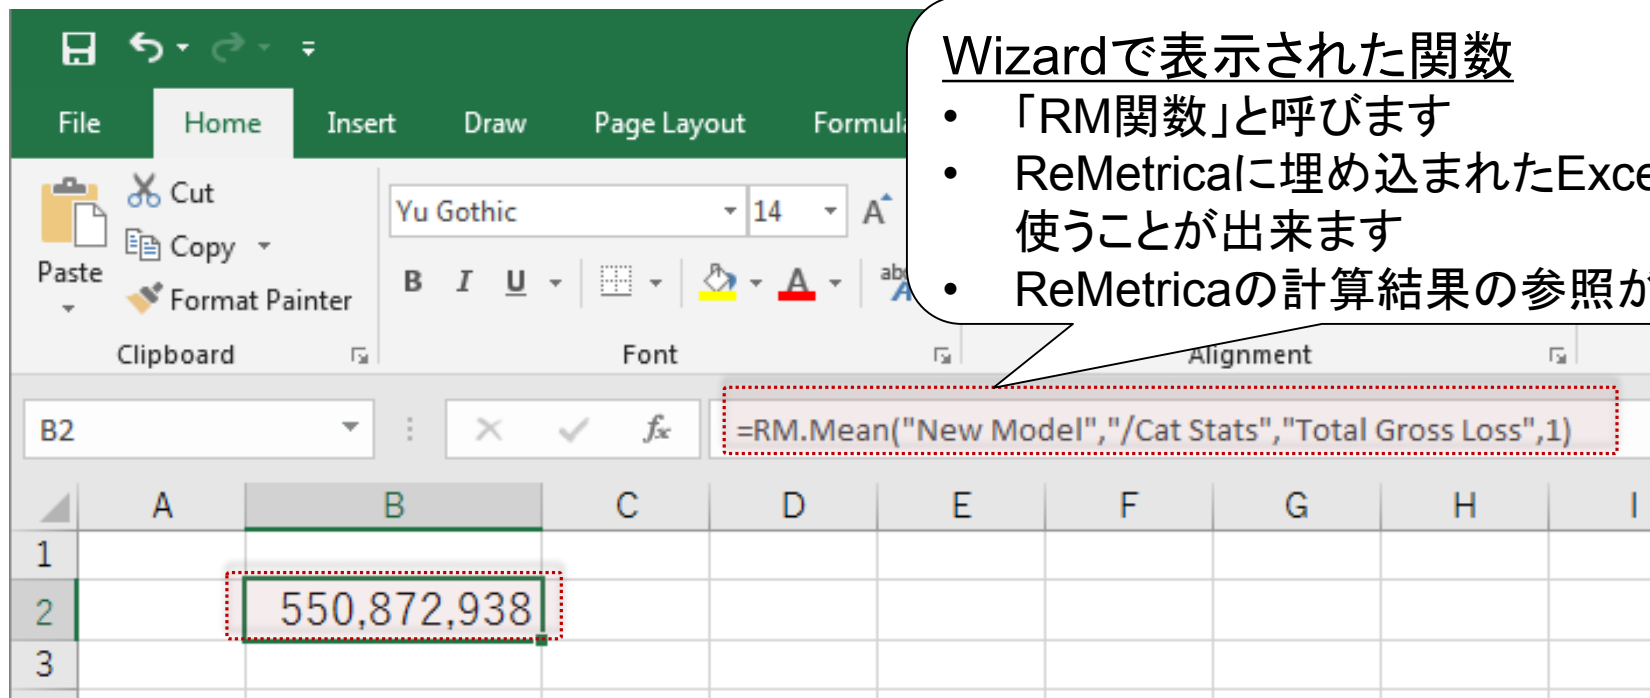 Wizardで表示された関数
• 「RM関数」と呼びます
• ReMetricaに埋め込まれたExce
使うことが出来ます
• ReMetricaの計算結果の参照が
File Home Insert Draw Page Layout Formul
Cut
Copy
Format Painter
Paste
Yu Gothic 14 A
B I U A abc A
Clipboard Font Alignment
B2 fx =RM.Mean("New Model","/Cat Stats","Total Gross Loss",1)
A B C D E F G H I
1
2 550,872,938
3